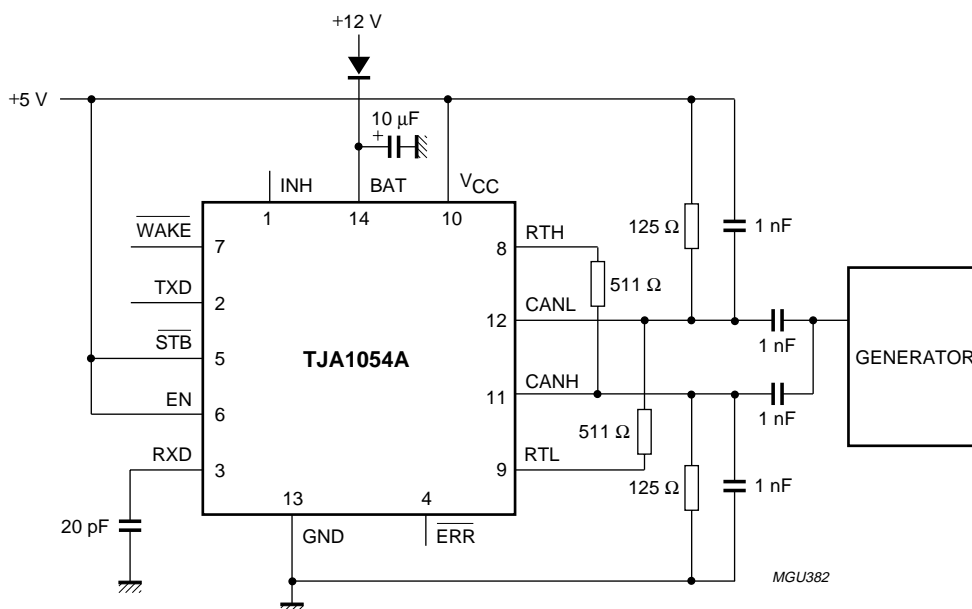 +12 V
+5 V
10 μF
+
INH
BAT
VCC
1
14
10
WAKE
7
TXD
2
STB
5
EN
6
RXD
3
TJA1054A
8
RTH
12
CANL
11
CANH
9
RTL
13
4
GND
ERR
20 pF
511 Ω
511 Ω
125 Ω
1 nF
1 nF
1 nF
125 Ω
1 nF
GENERATOR
MGU382